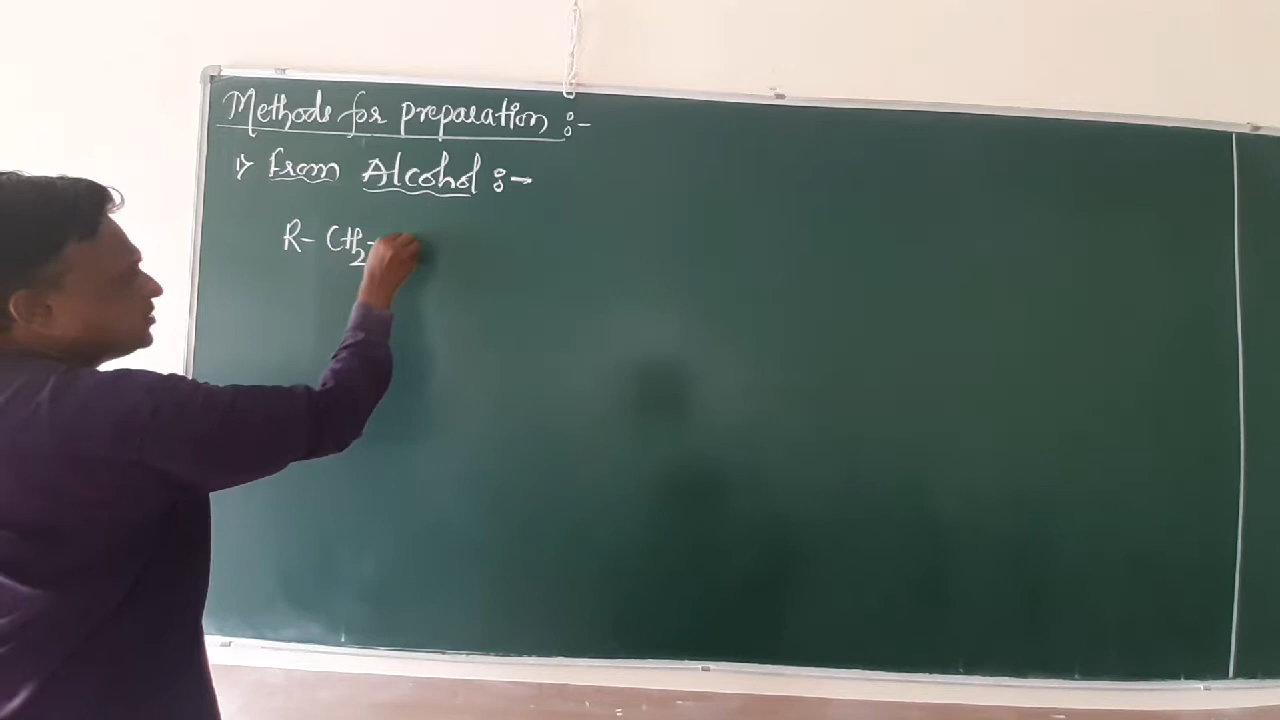 Methods for preparation :-
1> from Alcohol :-
R- CH2-